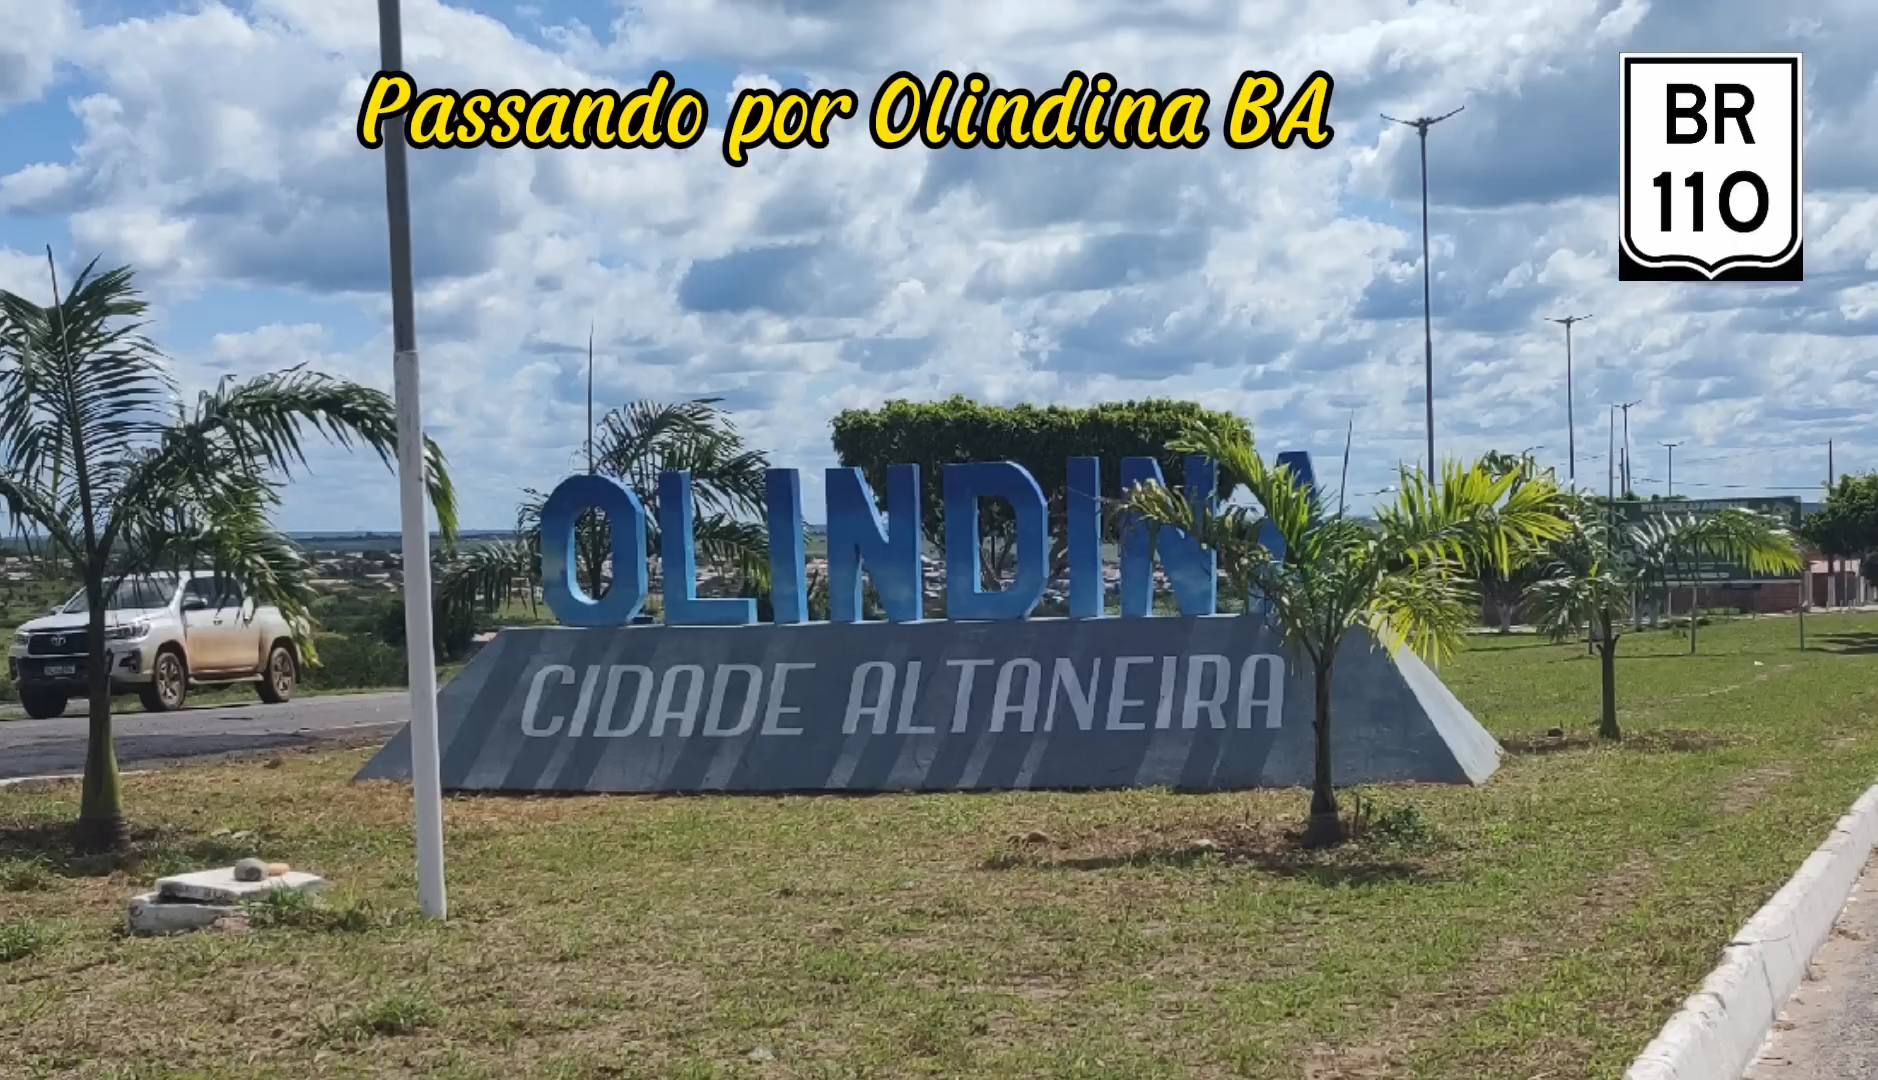 Passando por Olindina BA
BR
110
OLINDINA
CIDADE ALTANEIRA